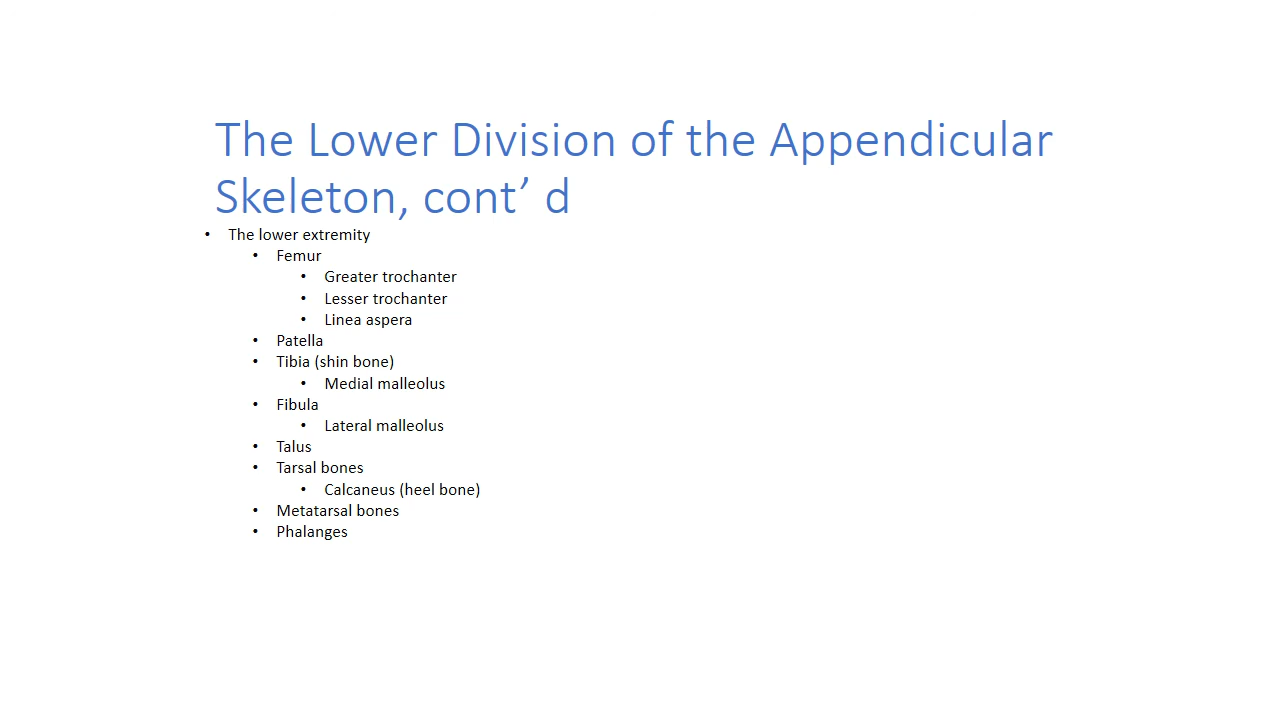 The Lower Division of the Appendicular
Skeleton, cont’ d
• The lower extremity
• Femur
• Greater trochanter
• Lesser trochanter
• Linea aspera
• Patella
• Tibia (shin bone)
• Medial malleolus
• Fibula
• Lateral malleolus
• Talus
• Tarsal bones
• Calcaneus (heel bone)
• Metatarsal bones
• Phalanges